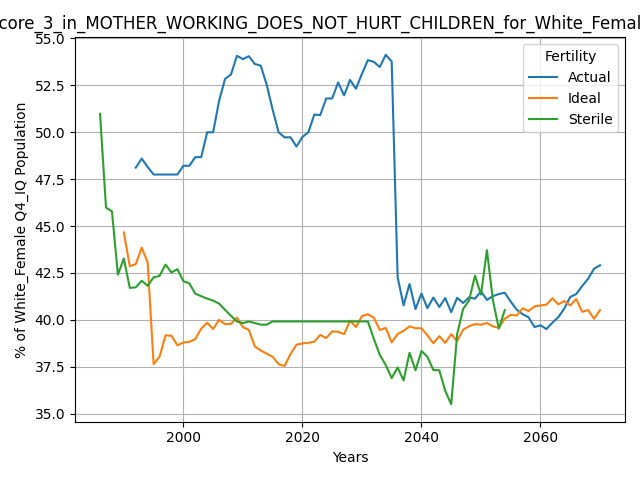 core_3_in_MOTHER_WORKING_DOES_NOT_HURT_CHILDREN_for_White_Femal
55.0
52.5
50.0
47.5
45.0
42.5
40.0
37.5
35.0
% of White_Female Q4_IQ Population
Fertility
Actual
Ideal
Sterile
2000
2020
2040
2060
Years